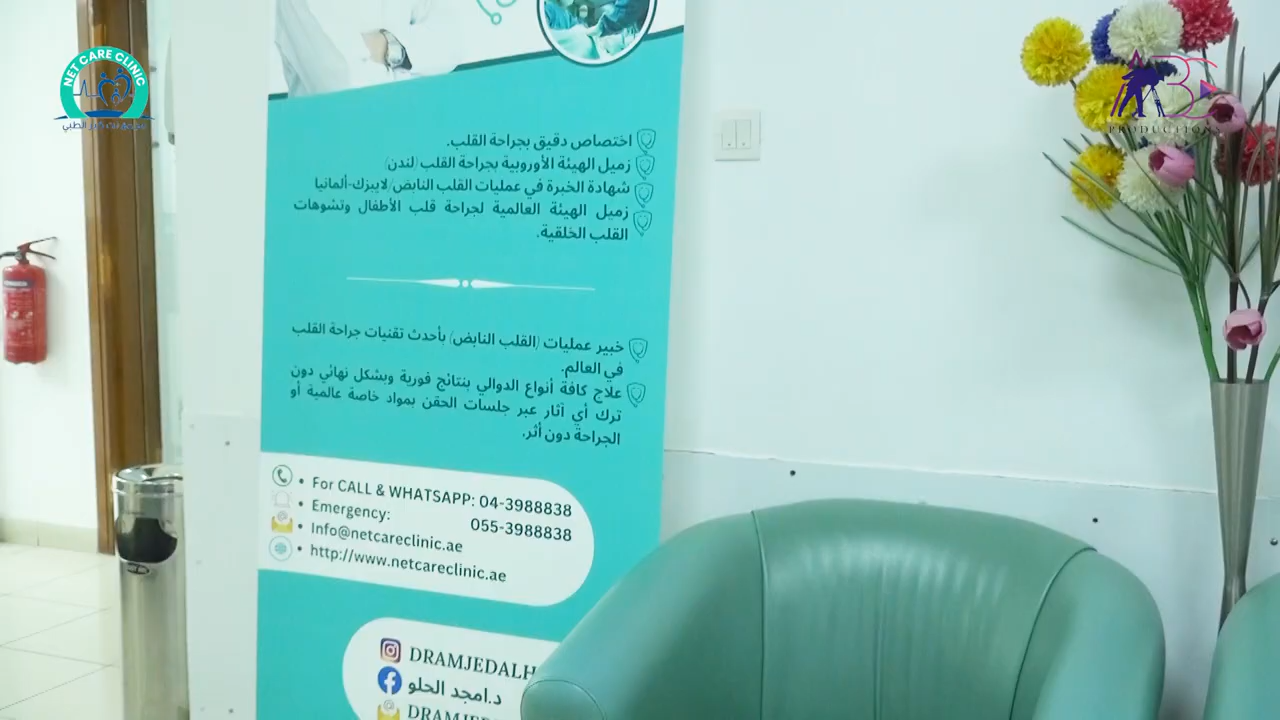 NET CARE CLINIC
ABC
PRODUCTIONS
اختصاص دقيق بجراحة القلب.
زميل الهيئة الأوروبية بجراحة القلب (لندن)
شهادة الخبرة في عمليات القلب النابض/لايبزك-ألمانيا
زميل الهيئة العالمية لجراحة قلب الأطفال وتشوهات
القلب الخلقية.
خبير عمليات (القلب النابض) بأحدث تقنيات جراحة القلب
في العالم.
علاج كافة أنواع الدوالي بنتائج فورية وبشكل نهائي دون
ترك أي آثار عبر جلسات الحقن بمواد خاصة عالمية أو
الجراحة دون أثر.
• For CALL & WHATSAPP: 04-3988838
• Emergency: 055-3988838
• Info@netcareclinic.ae
• http://www.netcareclinic.ae
DRAMJEDALH
د.امجد الحلو